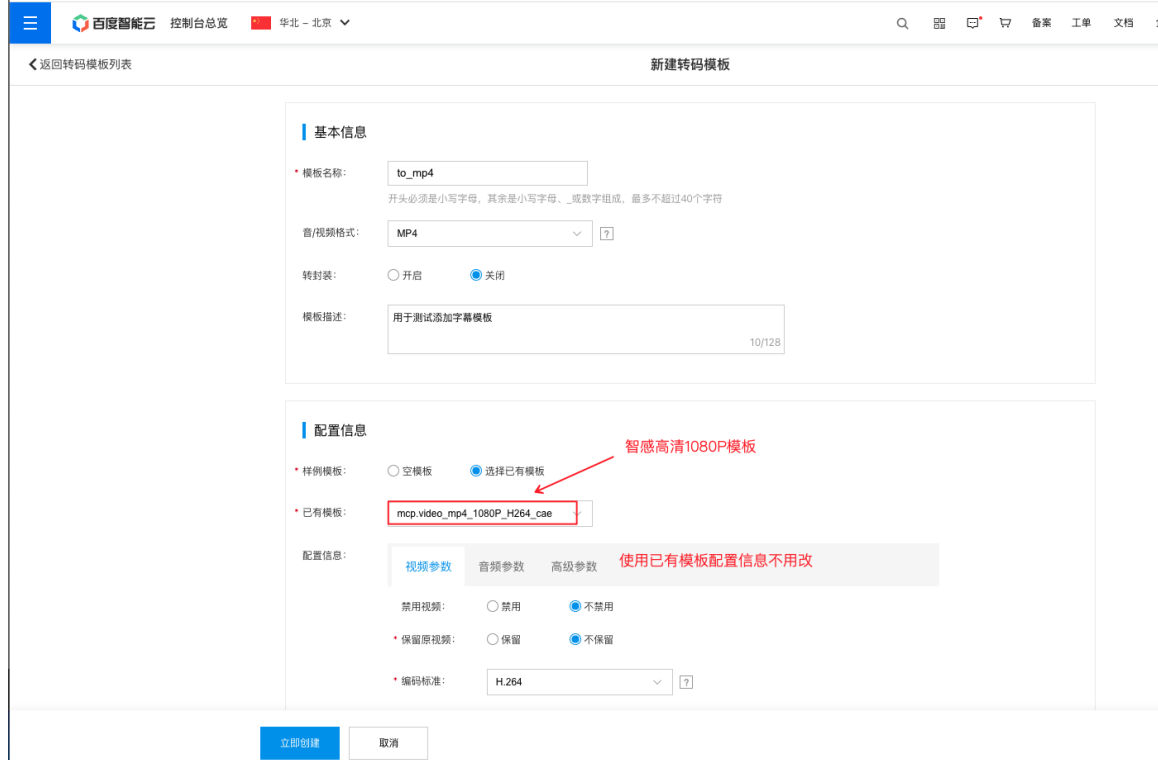 百度智能云 控制台总览 华北 – 北京 备案 工单 文档
返回转码模板列表 新建转码模板
基本信息
* 模板名称： to_mp4
开头必须是小写字母，其余是小写字母、_或数字组成，最多不超过40个字符
音/视频格式： MP4 ?
转封装： 开启 关闭
模板描述： 用于测试添加字幕模板
10/128
配置信息
智感高清1080P模板
* 样例模板： 空模板 选择已有模板
* 已有模板： mcp.video_mp4_1080P_H264_cae
配置信息： 视频参数 音频参数 高级参数 使用已有模板配置信息不用改
禁用视频： 禁用 不禁用
* 保留原视频： 保留 不保留
* 编码标准： H.264 ?
立即创建 取消